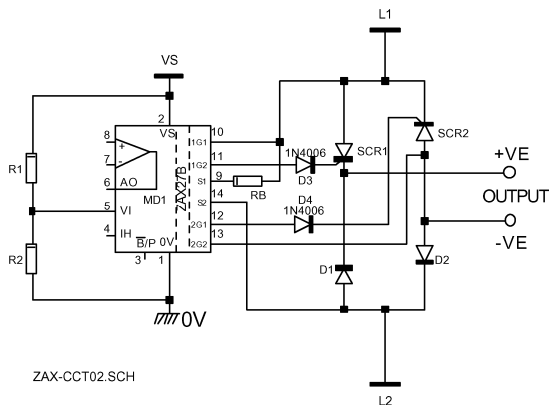 L1
VS
2
VS
8
+
7
-
6
AO
5
VI
4
IH
B/P
0V
3
1
MD1
ZAX27B
1G1
10
1G2
11
S1
9
S2
14
2G1
12
2G2
13
R1
R2
RB
1N4006
D3
D4
1N4006
SCR1
SCR2
+VE
OUTPUT
-VE
D1
D2
0V
ZAX-CCT02.SCH
L2